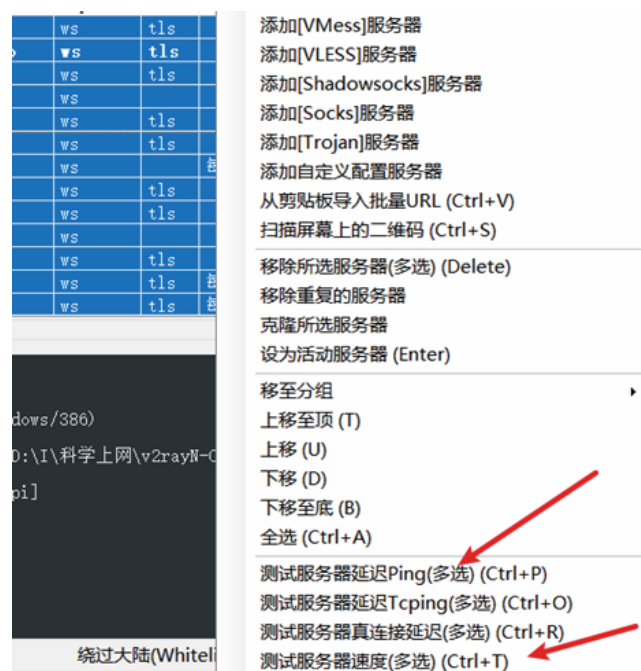 ws tls
ws tls
ws tls
ws
ws tls
ws tls
ws
ws tls
ws tls
ws
ws tls
ws tls
ws tls
dows/386)
D:\I\科学上网\v2rayN-C
pi]
绕过大陆(Whiteli
添加[VMess]服务器
添加[VLESS]服务器
添加[Shadowsocks]服务器
添加[Socks]服务器
添加[Trojan]服务器
添加自定义配置服务器
从剪贴板导入批量URL (Ctrl+V)
扫描屏幕上的二维码 (Ctrl+S)
移除所选服务器(多选) (Delete)
移除重复的服务器
克隆所选服务器
设为活动服务器 (Enter)
移至分组
上移至顶 (T)
上移 (U)
下移 (D)
下移至底 (B)
全选 (Ctrl+A)
测试服务器延迟Ping(多选) (Ctrl+P)
测试服务器延迟Tcping(多选) (Ctrl+O)
测试服务器真连接延迟(多选) (Ctrl+R)
测试服务器速度(多选) (Ctrl+T)